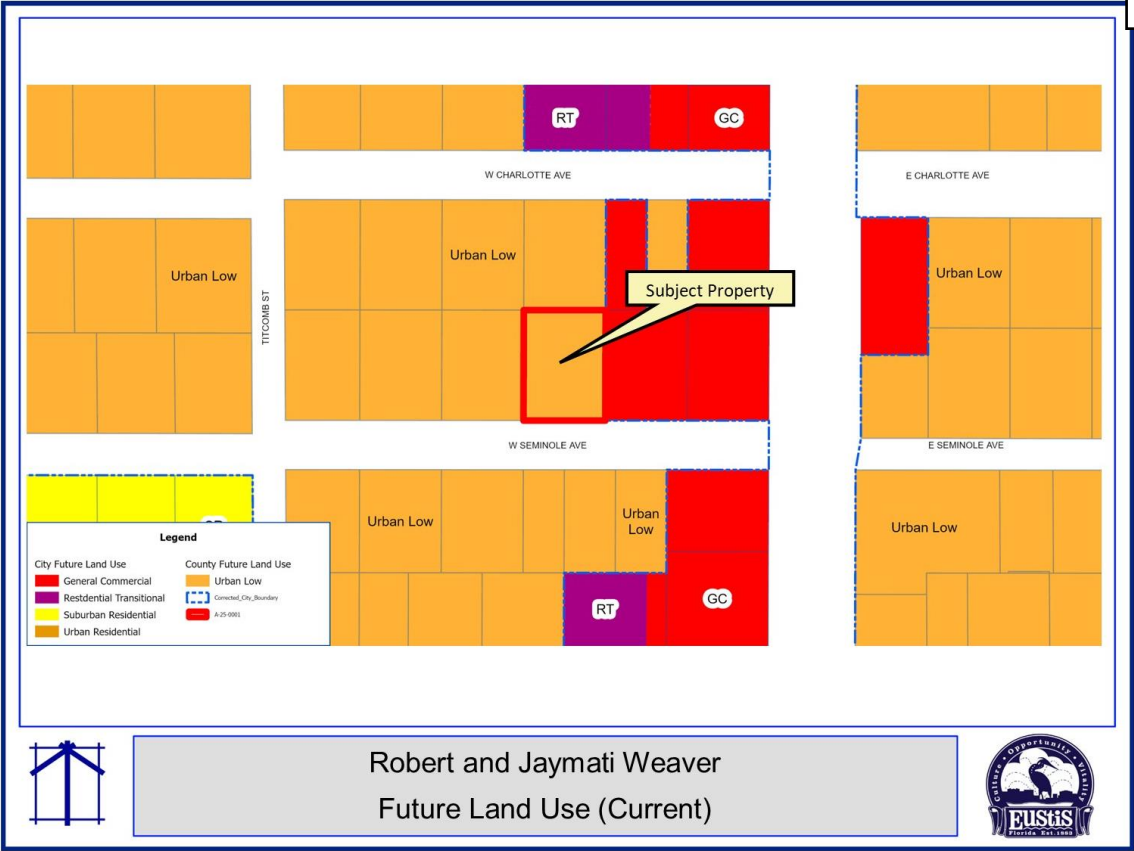 RT
GC
W CHARLOTTE AVE
E CHARLOTTE AVE
Urban Low
Urban Low
Urban Low
Subject Property
TITCOMB ST
W SEMINOLE AVE
E SEMINOLE AVE
Urban Low
Urban
Low
Urban Low
RT
GC
Legend
City Future Land Use
General Commercial
Restdential Transitional
Suburban Residential
Urban Residential
County Future Land Use
Urban Low
Corrected_City_Boundary
A-25-0001
Robert and Jaymati Weaver
Future Land Use (Current)
Culture • Opportunity • Vitality
EUSTIS
Florida Est.1883